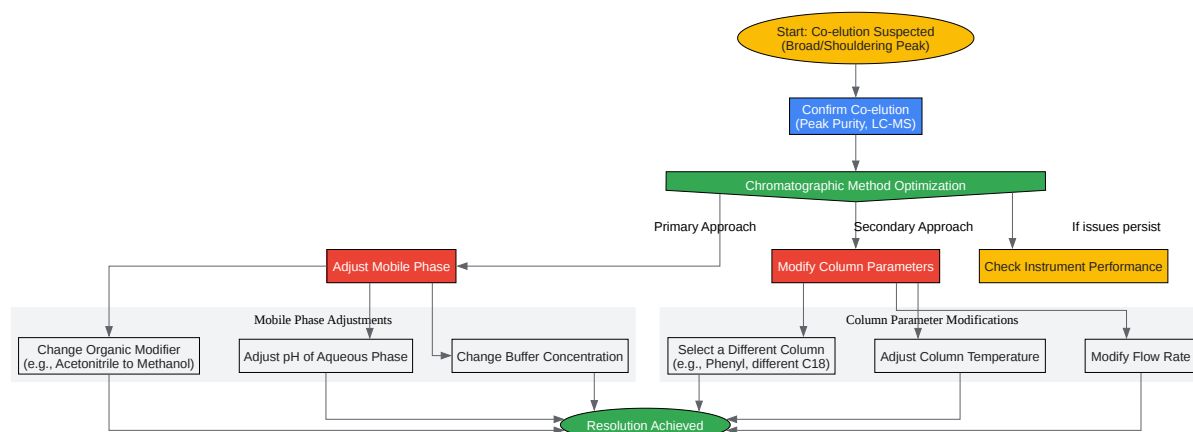 Start: Co-elution Suspected
(Broad/Shouldering Peak)
Confirm Co-elution
(Peak Purity, LC-MS)
Chromatographic Method Optimization
Primary Approach
Secondary Approach
If issues persist
Adjust Mobile Phase
Modify Column Parameters
Check Instrument Performance
Mobile Phase Adjustments
Column Parameter Modifications
Change Organic Modifier
(e.g., Acetonitrile to Methanol)
Adjust pH of Aqueous Phase
Change Buffer Concentration
Select a Different Column
(e.g., Phenyl, different C18)
Adjust Column Temperature
Modify Flow Rate
Resolution Achieved